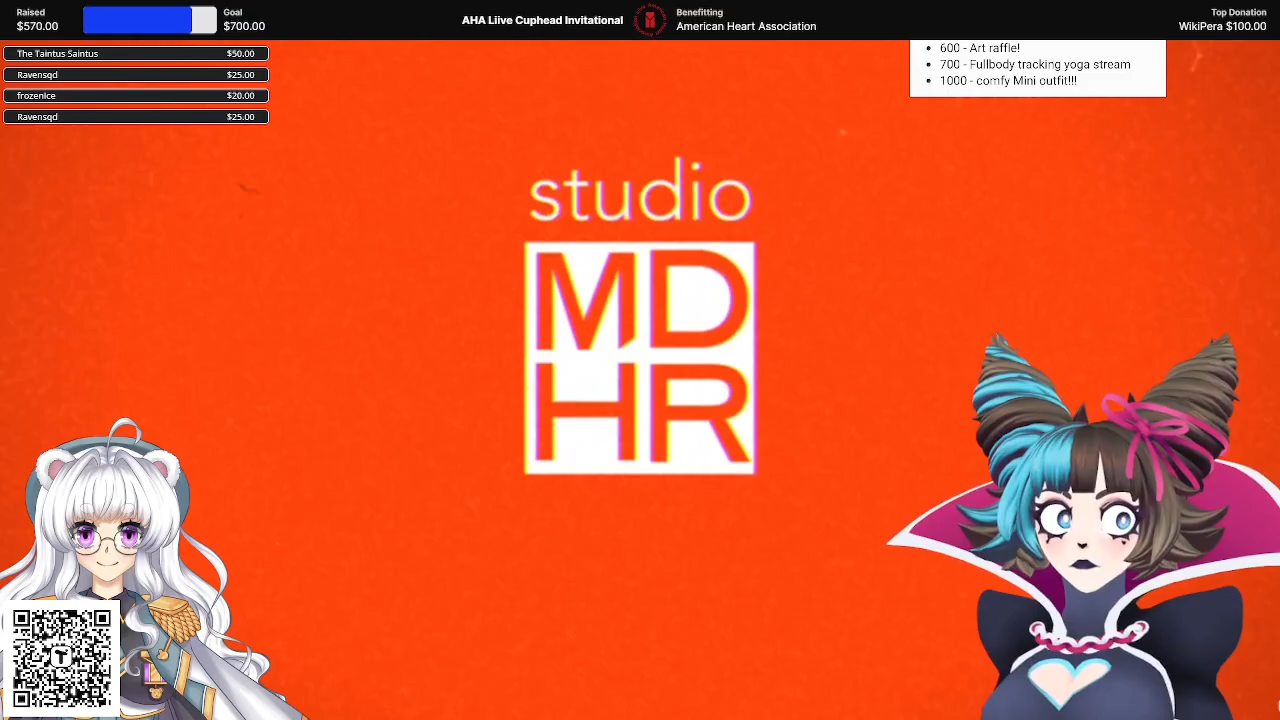 Raised
$570.00
Goal
$700.00
AHA Liive Cuphead Invitational
Benefitting
American Heart Association
Top Donation
WikiPera $100.00
The Taintus Saintus $50.00
Ravensqd $25.00
frozenIce $20.00
Ravensqd $25.00
600 - Art raffle!
700 - Fullbody tracking yoga stream
1000 - comfy Mini outfit!!!
studio
MD
HR